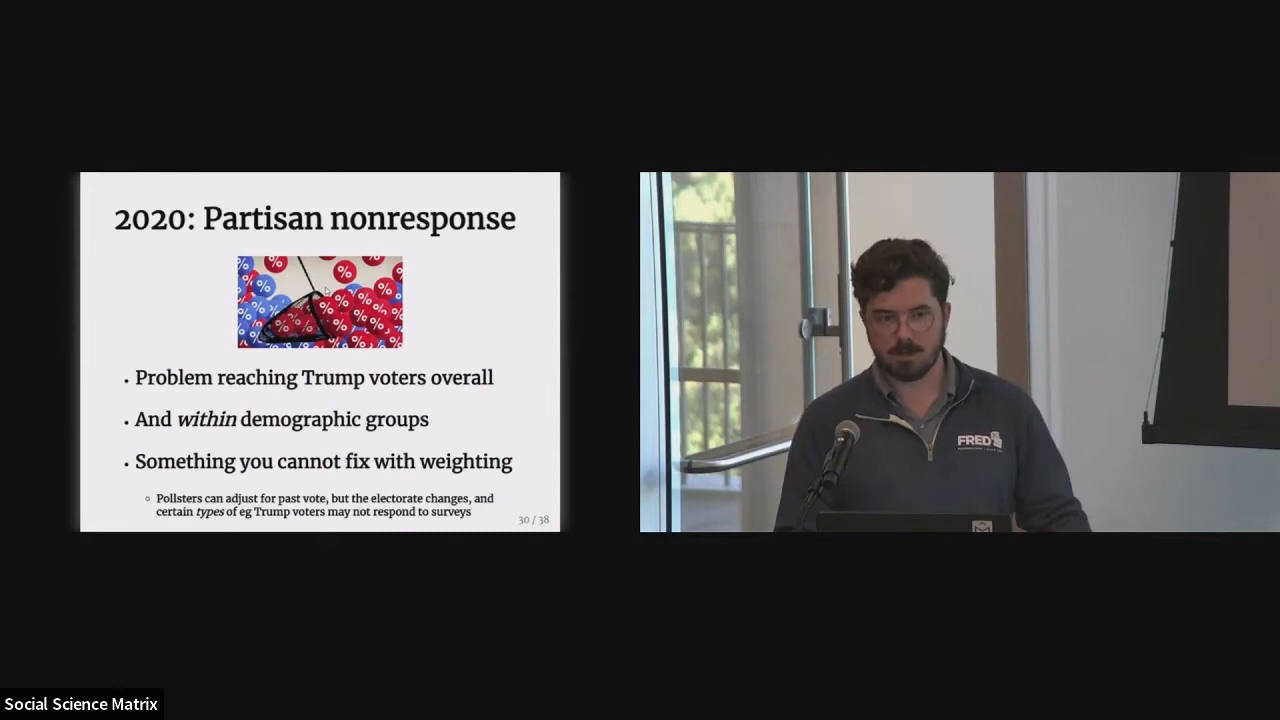 2020: Partisan nonresponse
• Problem reaching Trump voters overall
• And within demographic groups
• Something you cannot fix with weighting
◦ Pollsters can adjust for past vote, but the electorate changes, and
certain types of eg Trump voters may not respond to surveys
30 / 38
FRED
Social Science Matrix